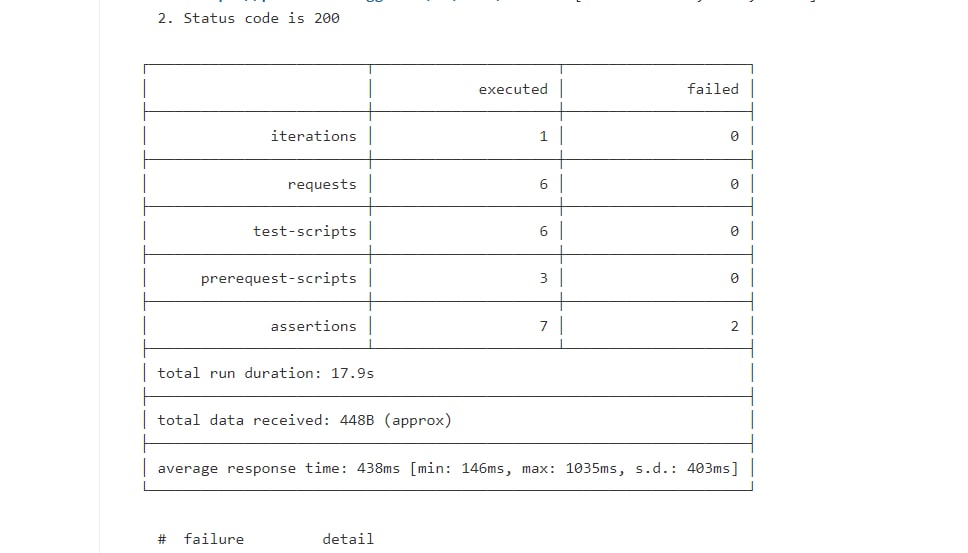 2. Status code is 200
executed failed
iterations 1 0
requests 6 0
test-scripts 6 0
prerequest-scripts 3 0
assertions 7 2
total run duration: 17.9s
total data received: 448B (approx)
average response time: 438ms [min: 146ms, max: 1035ms, s.d.: 403ms]
# failure detail